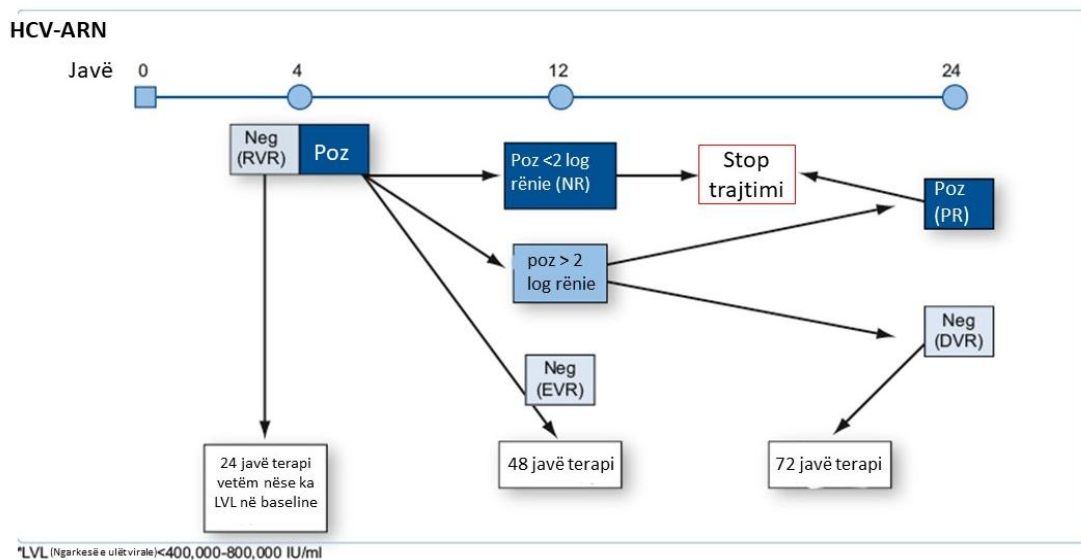 HCV-ARN
Javë 0 4 12 24
Neg
(RVR)
Poz
Poz <2 log
rënie (NR)
Stop
trajtimi
Poz
(PR)
poz > 2
log rënie
Neg
(DVR)
Neg
(EVR)
24 javë terapi
vetëm nëse ka
LVL në baseline
48 javë terapi
72 javë terapi
*LVL (Ngarkesë e ulët virale)<400,000-800,000 IU/ml